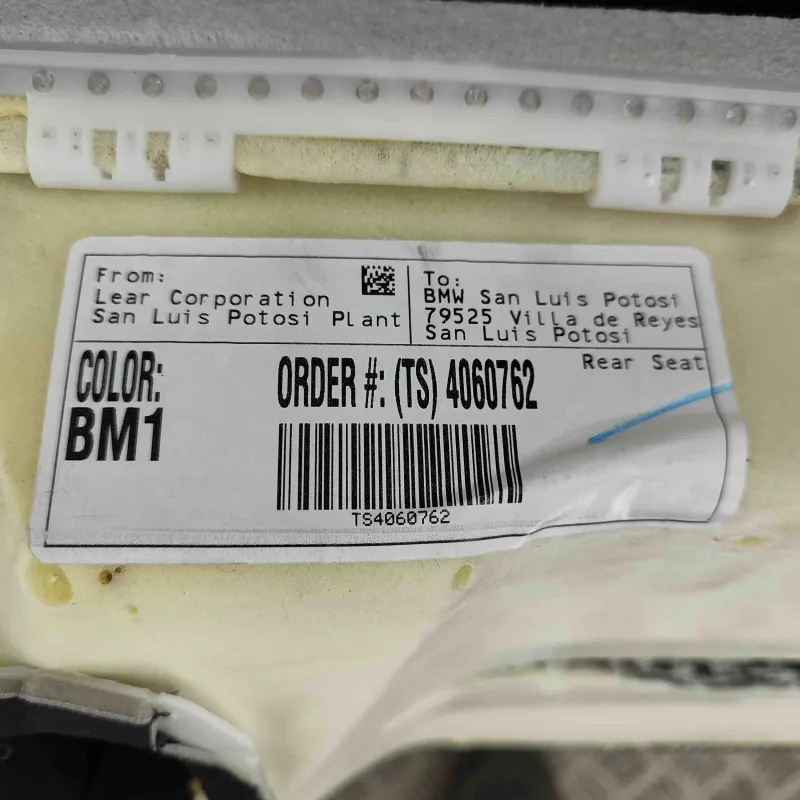 From:
Lear Corporation
San Luis Potosi Plant
To:
BMW San Luis Potosi
79525 Villa de Reyes
San Luis Potosi
Rear Seat
COLOR:
BM1
ORDER #: (TS) 4060762
TS4060762